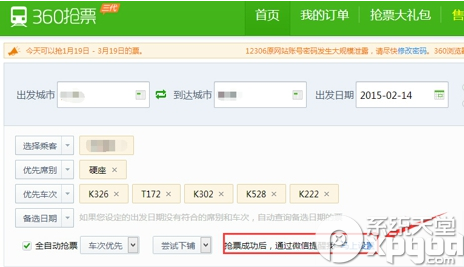 360抢票 三代 首页 我的订单 抢票大礼包
今天可以抢1月19日 - 3月19日的票。 12306原网站账号密码发生大规模泄露，请尽快修改密码。360浏览
出发城市 到达城市 出发日期 2015-02-14
选择乘客
优先席别 硬座 ×
优先车次 K326 × T172 × K302 × K528 × K222 ×
备选日期 如果您设定的出发日期没有符合的席别和车次，自动查询备选日期
全自动抢票 车次优先 尝试下铺 抢票成功后，通过微信提醒
系统天堂
xpgod.com